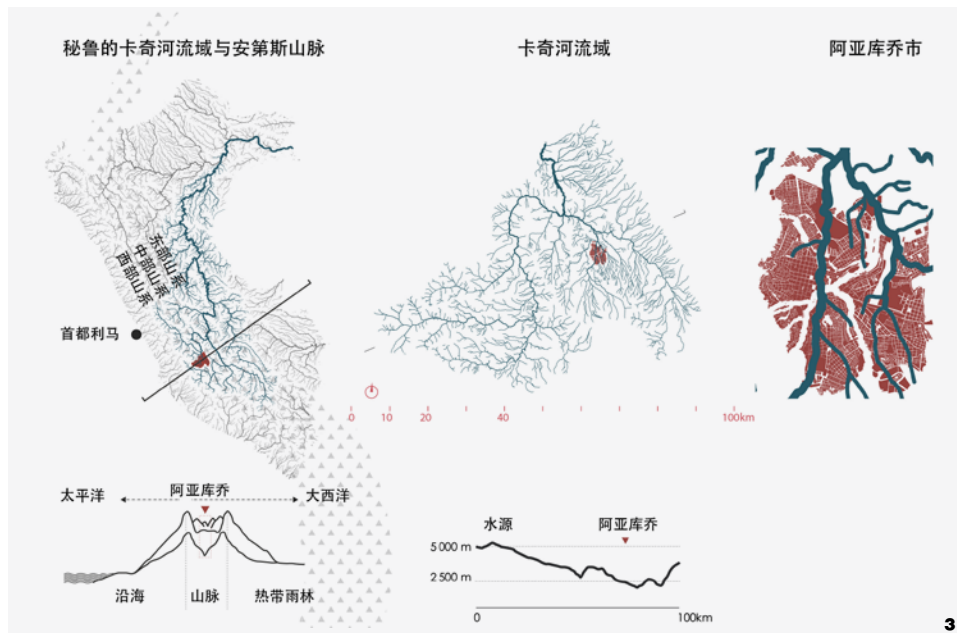 秘鲁的卡奇河流域与安第斯山脉
卡奇河流域
阿亚库乔市
东部山系
中部山系
西部山系
首都利马
0 10 20 40 100km
太平洋
阿亚库乔
大西洋
沿海
山脉
热带雨林
水源
阿亚库乔
5 000 m
2 500 m
0
100km
3